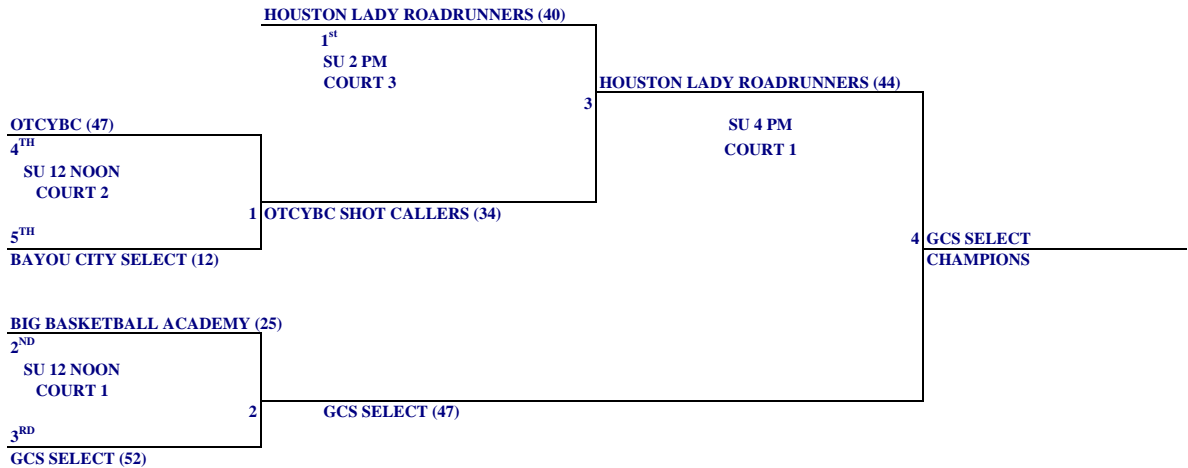 HOUSTON LADY ROADRUNNERS (40)
1st
SU 2 PM
COURT 3
HOUSTON LADY ROADRUNNERS (44)
3
OTCYBC (47)
4TH
SU 12 NOON
COURT 2
SU 4 PM
COURT 1
1 OTCYBC SHOT CALLERS (34)
5TH
BAYOU CITY SELECT (12)
4 GCS SELECT
CHAMPIONS
BIG BASKETBALL ACADEMY (25)
2ND
SU 12 NOON
COURT 1
2 GCS SELECT (47)
3RD
GCS SELECT (52)